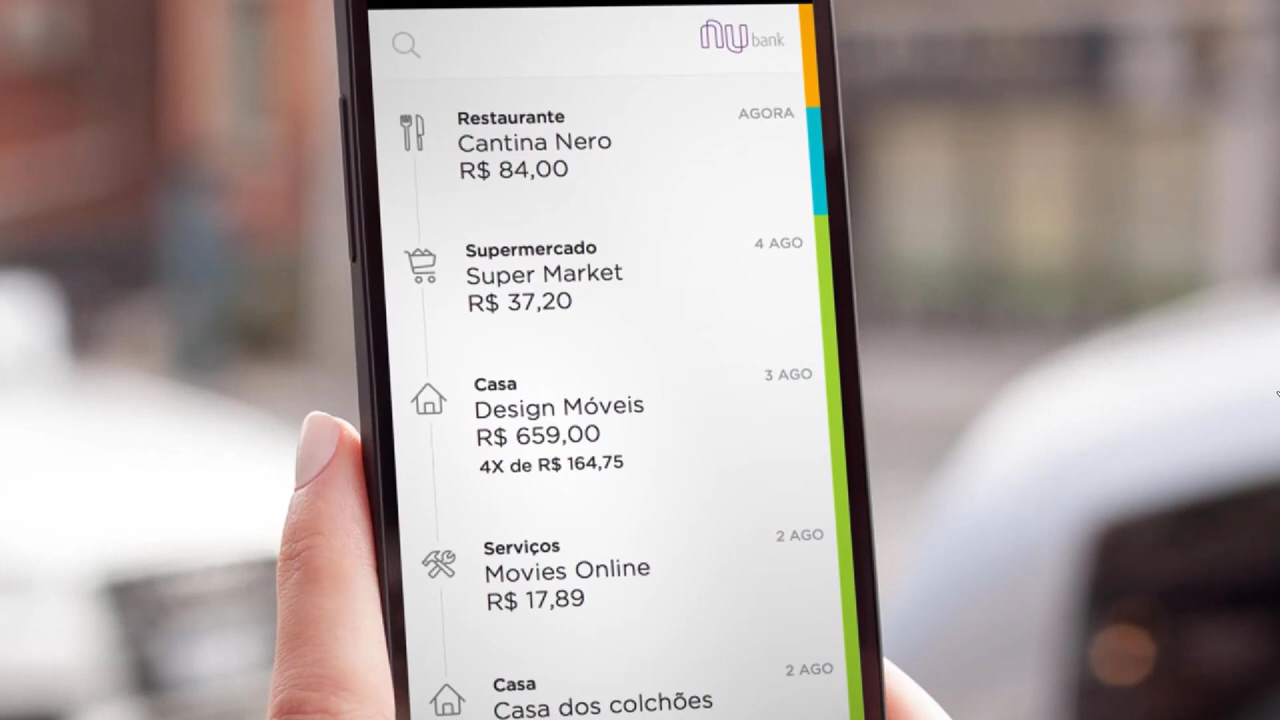 nu bank
Restaurante
AGORA
Cantina Nero
R$ 84,00
Supermercado
4 AGO
Super Market
R$ 37,20
Casa
3 AGO
Design Móveis
R$ 659,00
4X de R$ 164,75
Serviços
2 AGO
Movies Online
R$ 17,89
Casa
2 AGO
Casa dos colchões